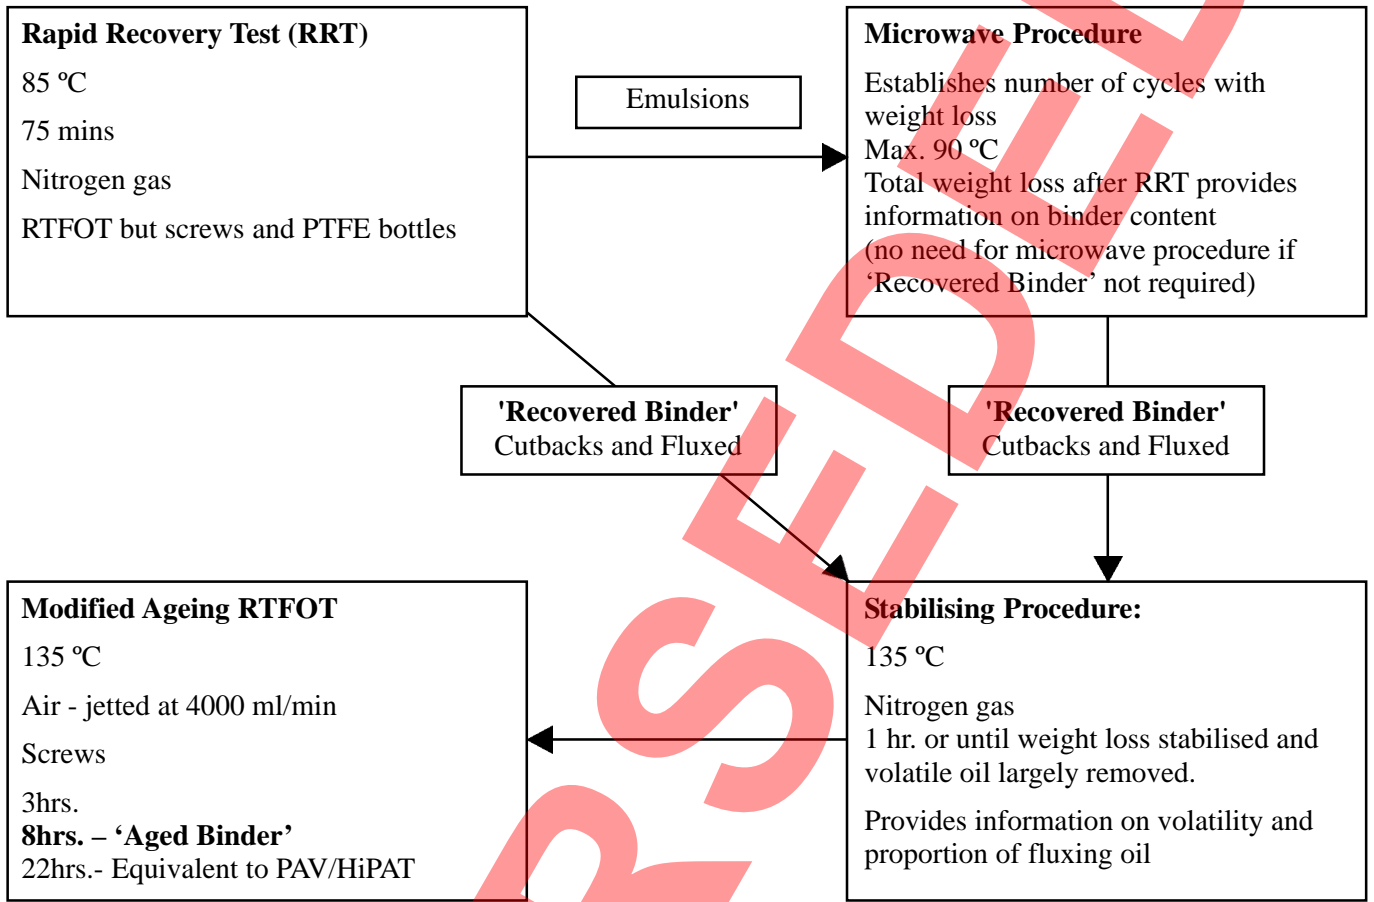 Rapid Recovery Test (RRT)
85 ºC
75 mins
Nitrogen gas
RTFOT but screws and PTFE bottles
Emulsions
Microwave Procedure
Establishes number of cycles with
weight loss
Max. 90 ºC
Total weight loss after RRT provides
information on binder content
(no need for microwave procedure if
‘Recovered Binder’ not required)
'Recovered Binder'
Cutbacks and Fluxed
'Recovered Binder'
Cutbacks and Fluxed
Modified Ageing RTFOT
135 ºC
Air - jetted at 4000 ml/min
Screws
3hrs.
8hrs. – ‘Aged Binder’
22hrs.- Equivalent to PAV/HiPAT
Stabilising Procedure:
135 ºC
Nitrogen gas
1 hr. or until weight loss stabilised and
volatile oil largely removed.
Provides information on volatility and
proportion of fluxing oil
RSEDED